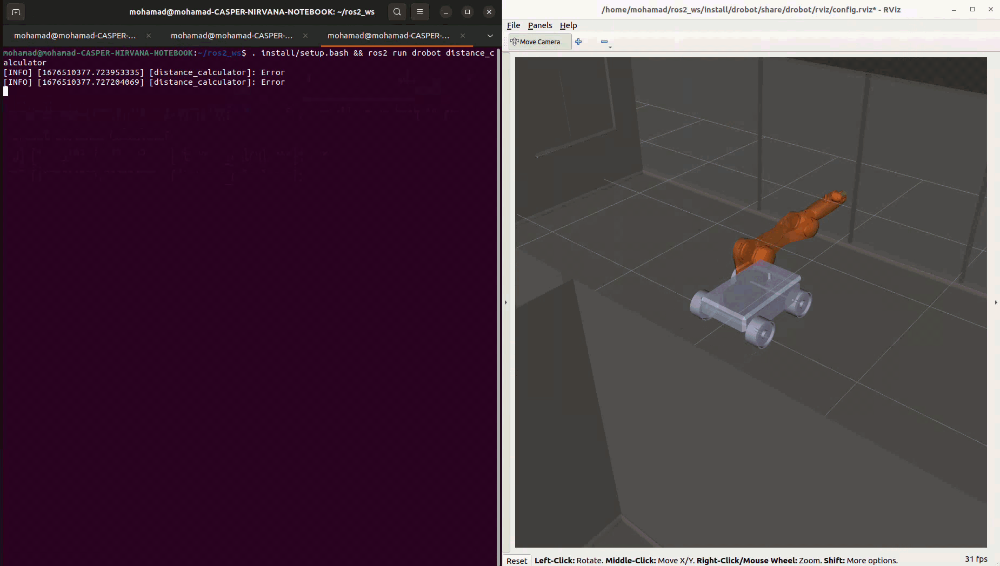 mohamad@mohamad-CASPER-NIRVANA-NOTEBOOK: ~/ros2_ws
mohamad@mohamad-CASPER-... mohamad@mohamad-CASPER-... mohamad@mohamad-CASPER-...
mohamad@mohamad-CASPER-NIRVANA-NOTEBOOK:~/ros2_ws$ . install/setup.bash && ros2 run drobot distance_c
alculator
[INFO] [1676510377.723953335] [distance_calculator]: Error
[INFO] [1676510377.727204069] [distance_calculator]: Error
/home/mohamad/ros2_ws/install/drobot/share/drobot/rviz/config.rviz* - RViz
File Panels Help
Move Camera
Reset Left-Click: Rotate. Middle-Click: Move X/Y. Right-Click/Mouse Wheel: Zoom. Shift: More options. 31 fps